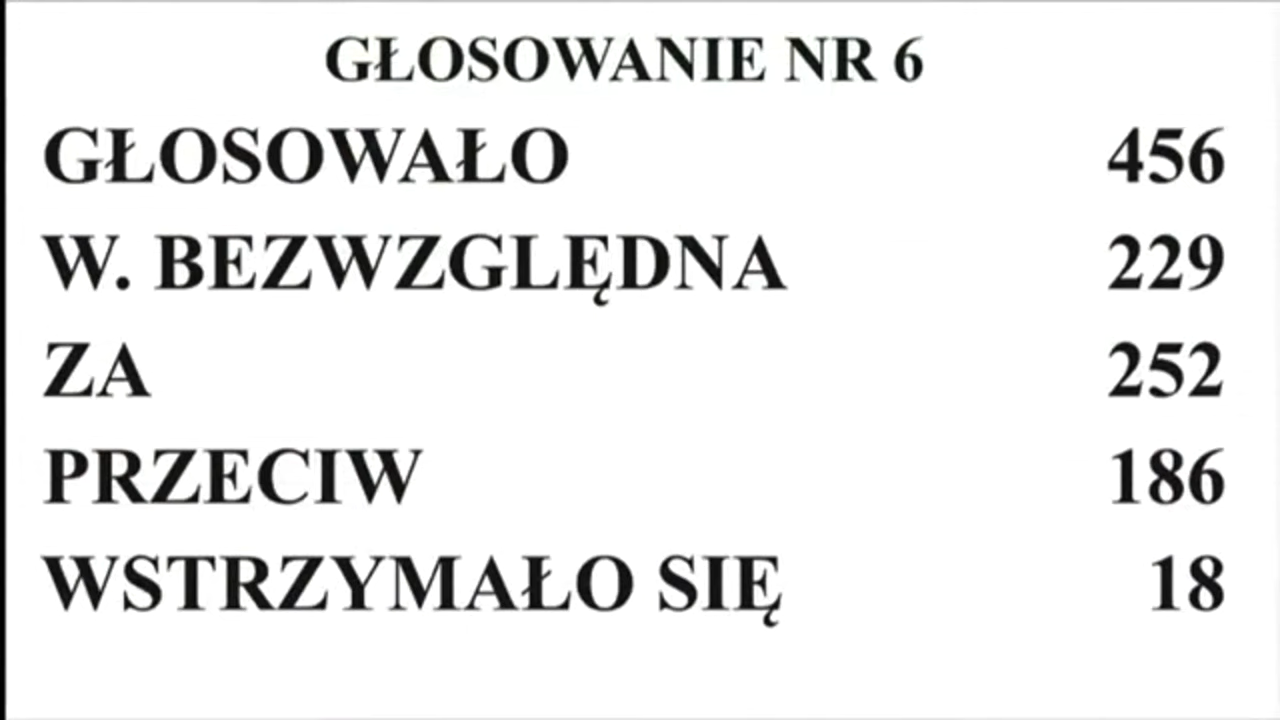 GŁOSOWANIE NR 6
GŁOSOWAŁO 456
W. BEZWZGLĘDNA 229
ZA 252
PRZECIW 186
WSTRZYMAŁO SIĘ 18